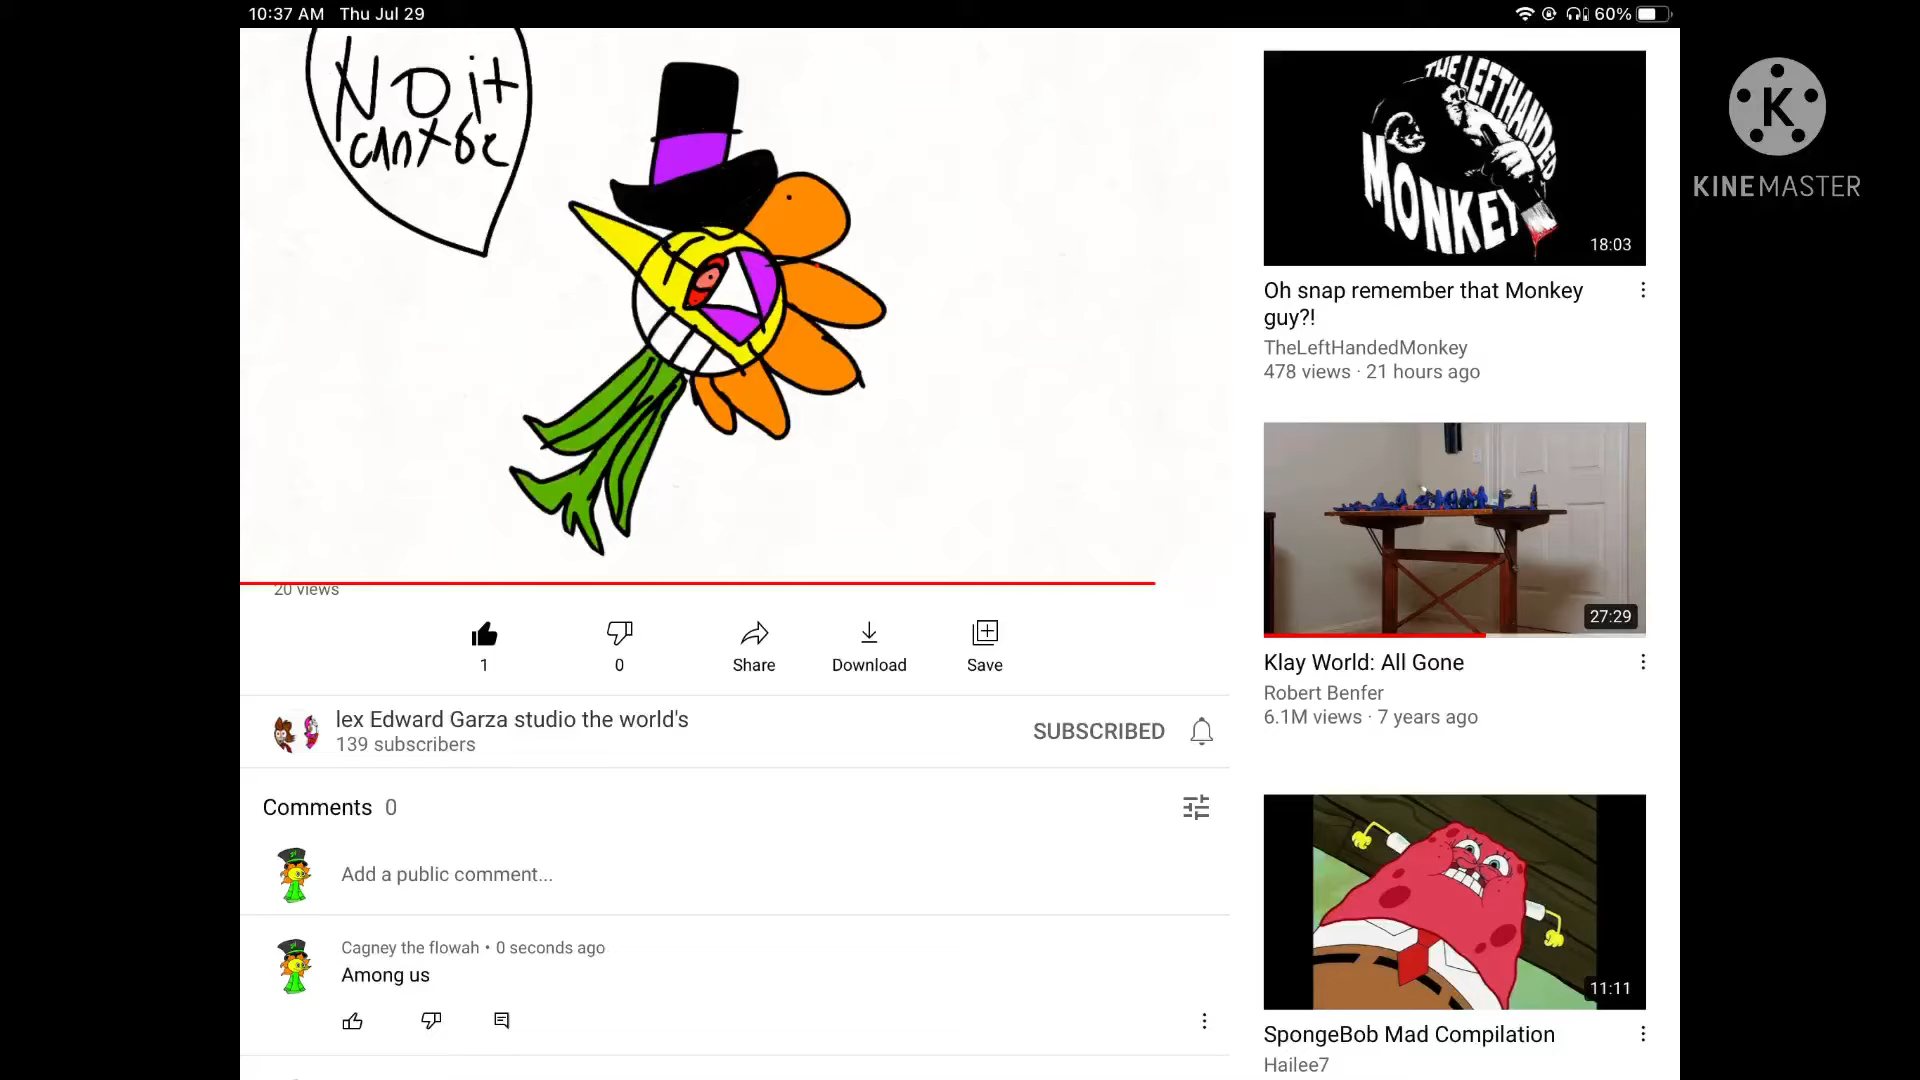 10:37 AM Thu Jul 29
60%
No it
cant be
20 views
1
0
Share
Download
Save
lex Edward Garza studio the world's
139 subscribers
SUBSCRIBED
Comments 0
Add a public comment...
Cagney the flowah • 0 seconds ago
Among us
THE LEFTHANDED
MONKEY
18:03
Oh snap remember that Monkey
guy?!
TheLeftHandedMonkey
478 views · 21 hours ago
27:29
Klay World: All Gone
Robert Benfer
6.1M views · 7 years ago
11:11
SpongeBob Mad Compilation
Hailee7
K
KINEMASTER